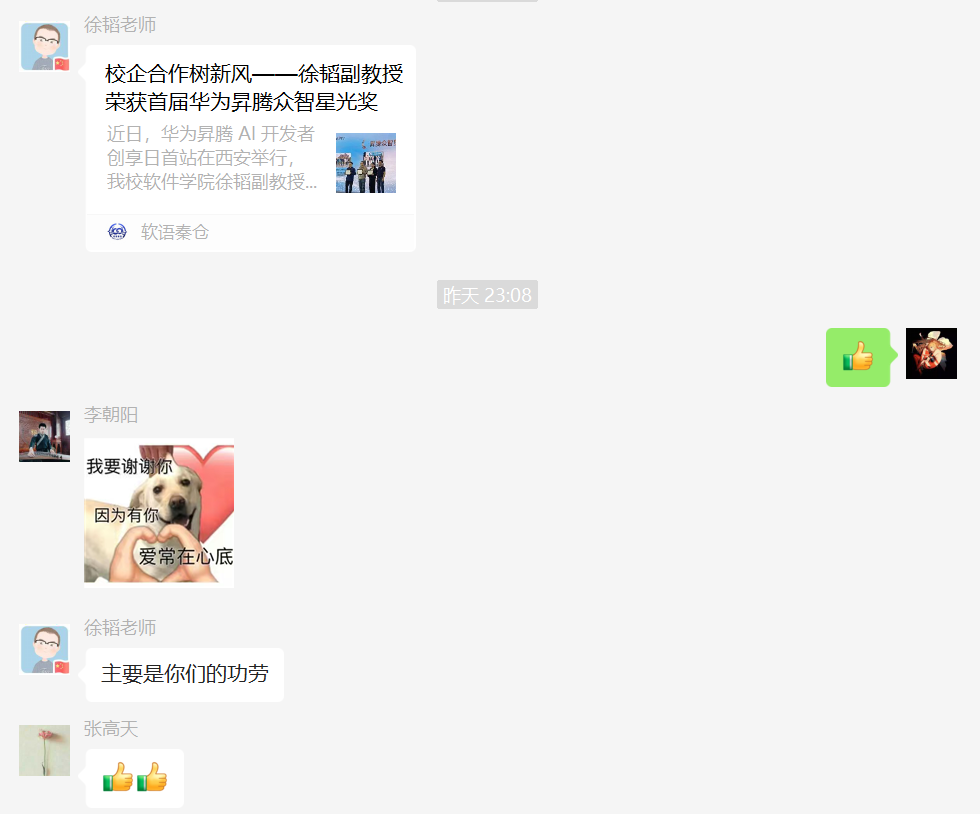 徐韬老师
校企合作树新风——徐韬副教授
荣获首届华为昇腾众智星光奖
近日，华为昇腾 AI 开发者
创享日首站在西安举行，
我校软件学院徐韬副教授...
软语秦仓
昨天 23:08
李朝阳
我要谢谢你
因为有你
爱常在心底
徐韬老师
主要是你们的功劳
张高天